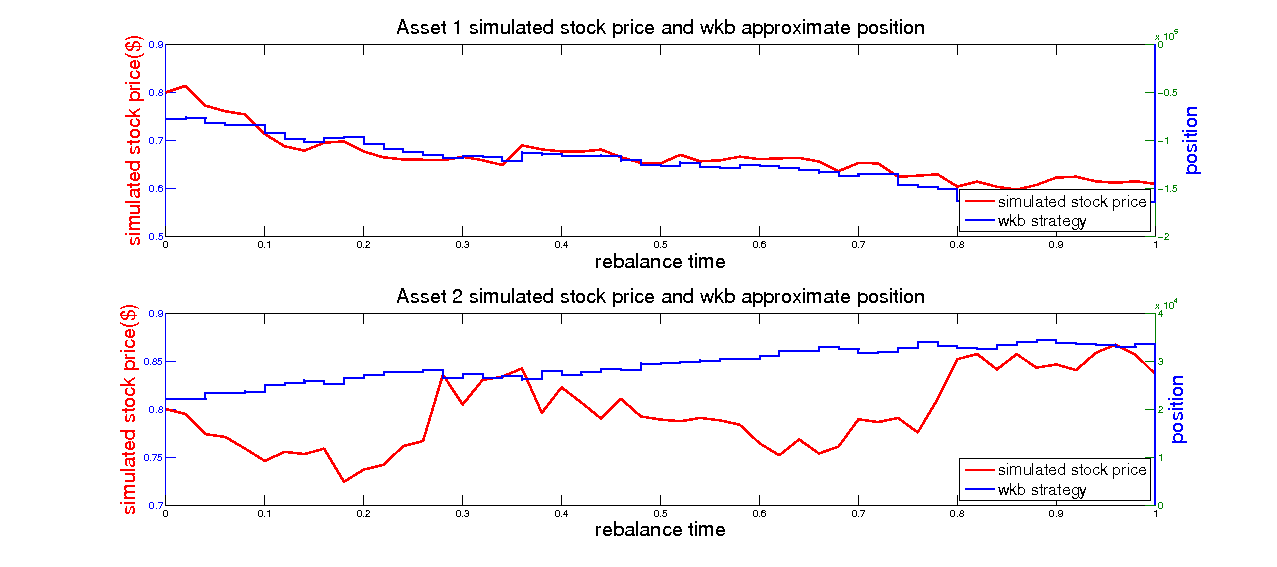 Asset 1 simulated stock price and wkb approximate position
x 10^5
0.9
0.8
0.7
0.6
0.5
simulated stock price($)
0
-0.5
-1
-1.5
-2
position
simulated stock price
wkb strategy
0 0.1 0.2 0.3 0.4 0.5 0.6 0.7 0.8 0.9 1
rebalance time
Asset 2 simulated stock price and wkb approximate position
x 10^4
0.9
0.85
0.8
0.75
0.7
simulated stock price($)
4
3
2
1
0
position
simulated stock price
wkb strategy
0 0.1 0.2 0.3 0.4 0.5 0.6 0.7 0.8 0.9 1
rebalance time